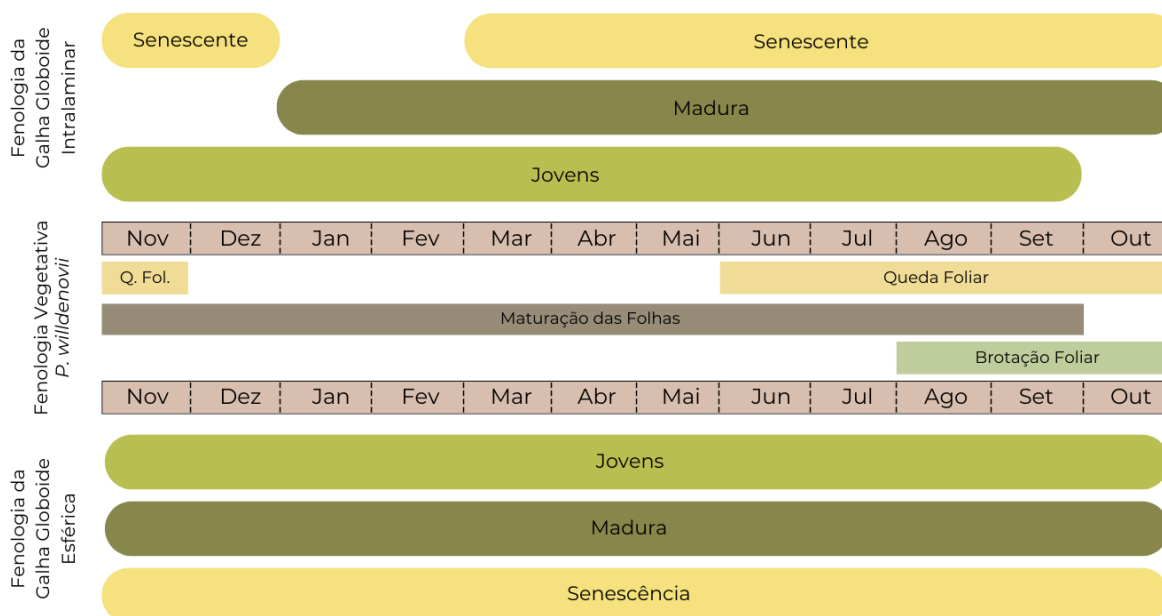 Fenologia da
Galha Globoide
Intralaminar
Senescente
Senescente
Madura
Jovens
Nov Dez Jan Fev Mar Abr Mai Jun Jul Ago Set Out
Fenologia Vegetativa
P. willdenovii
Q. Fol.
Queda Foliar
Maturação das Folhas
Brotação Foliar
Nov Dez Jan Fev Mar Abr Mai Jun Jul Ago Set Out
Fenologia da
Galha Globoide
Esférica
Jovens
Madura
Senescência